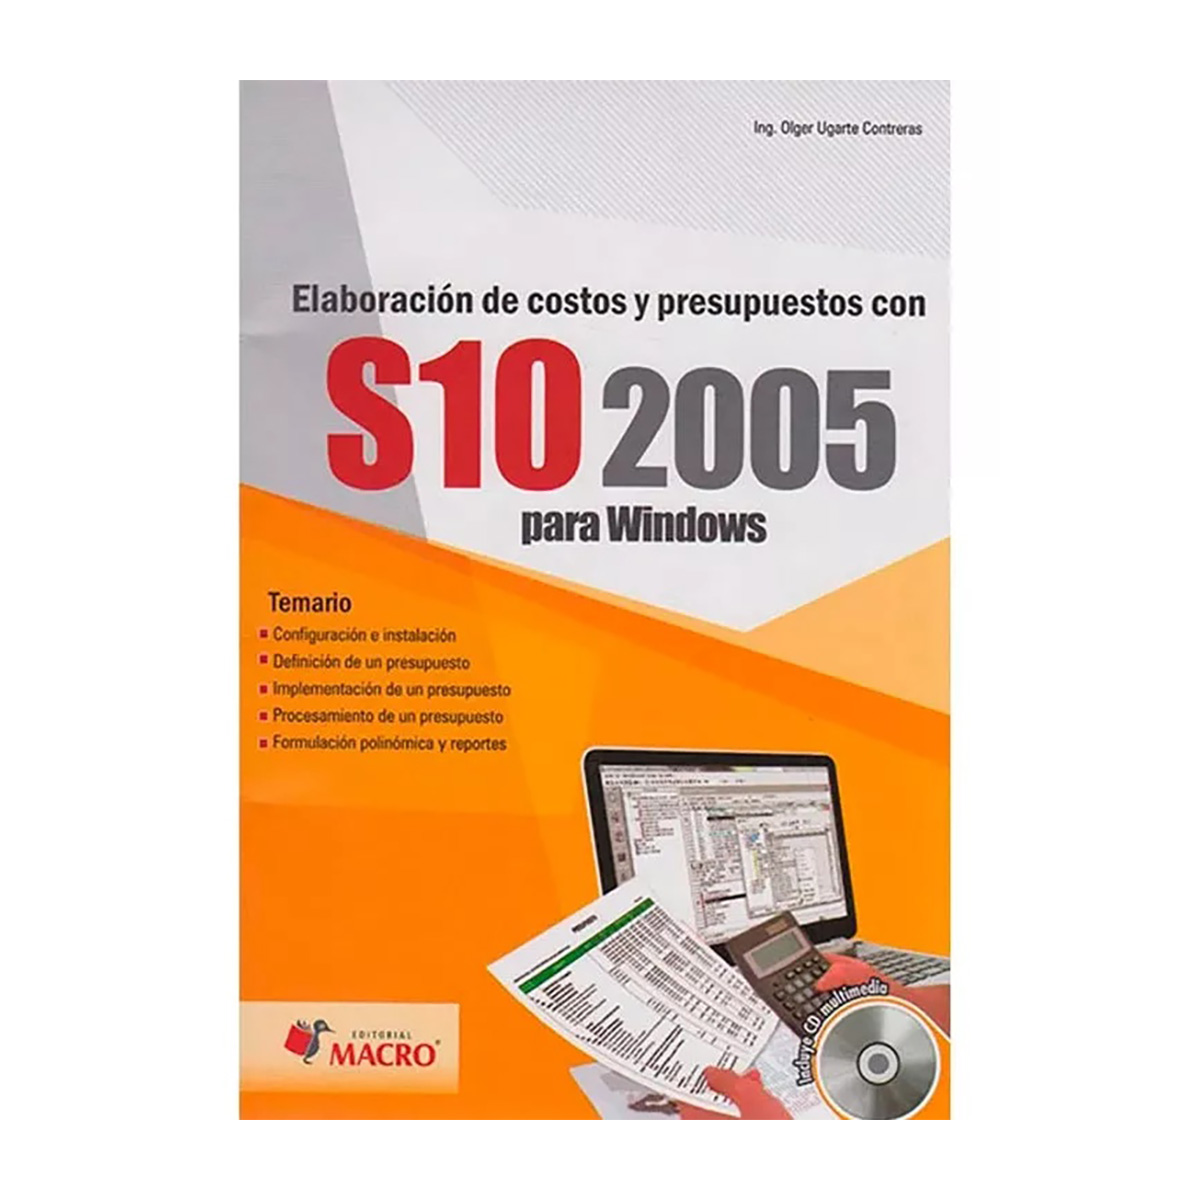 Ing. Olger Ugarte Contreras
Elaboración de costos y presupuestos con
S10 2005
para Windows
Temario
Configuración e instalación
Definición de un presupuesto
Implementación de un presupuesto
Procesamiento de un presupuesto
Formulación polinómica y reportes
Incluye CD multimedia
EDITORIAL
MACRO®